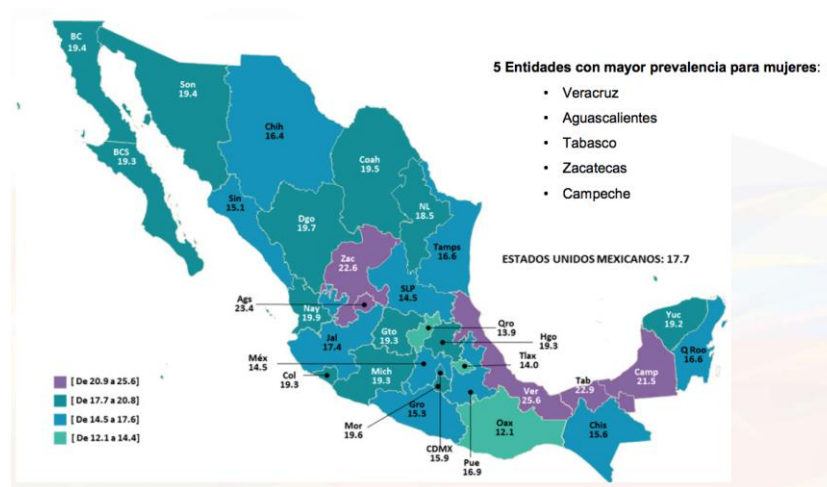 BC
19.4
Son
19.4
BCS
19.3
Chih
16.4
Sin
15.1
Coah
19.5
NL
18.5
Dgo
19.7
Tamps
16.6
Zac
22.6
SLP
14.5
Ags
23.4
Nay
19.9
Jal
17.4
Gto
19.3
Qro
13.9
Hgo
19.3
Tlax
14.0
Méx
14.5
Col
19.3
Mich
19.3
Gro
15.3
Mor
19.6
CDMX
15.9
Pue
16.9
Ver
25.6
Oax
12.1
Tab
22.9
Chis
15.6
Camp
21.5
Yuc
19.2
Q Roo
16.6
5 Entidades con mayor prevalencia para mujeres:
• Veracruz
• Aguascalientes
• Tabasco
• Zacatecas
• Campeche
ESTADOS UNIDOS MEXICANOS: 17.7
[ De 20.9 a 25.6]
[ De 17.7 a 20.8]
[ De 14.5 a 17.6]
[ De 12.1 a 14.4]